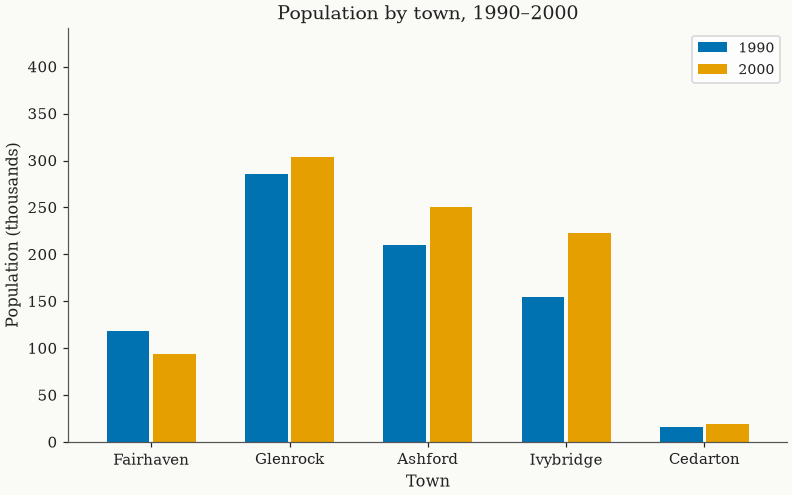 Population by town, 1990–2000
1990
2000
Population (thousands)
400
350
300
250
200
150
100
50
0
Fairhaven Glenrock Ashford Ivybridge Cedarton
Town